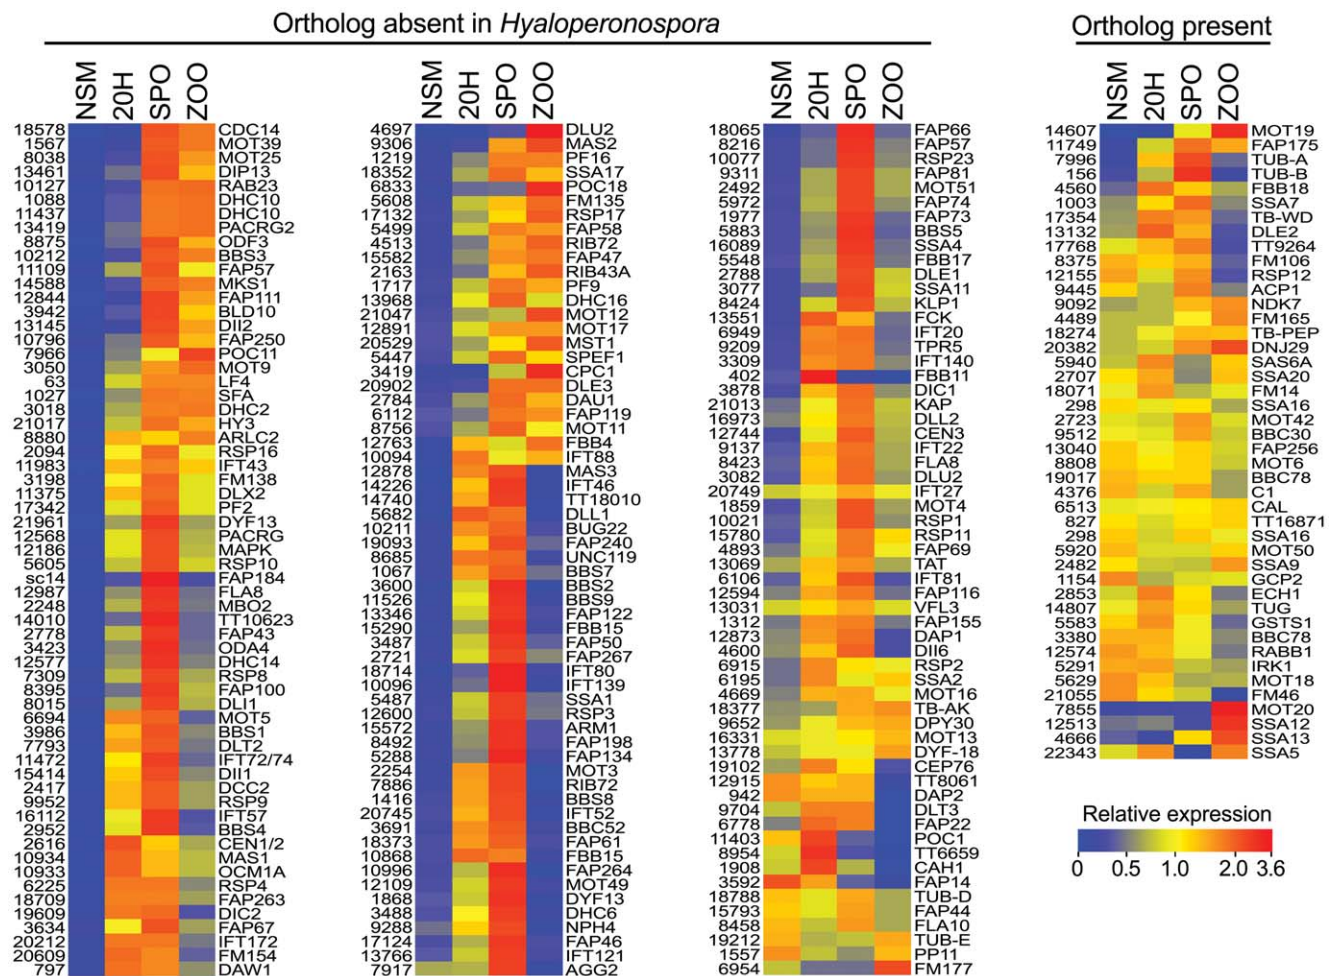 Ortholog absent in Hyaloperonospora
NSM 20H SPO ZOO
18578 CDC14
1567 MOT39
8038 MOT25
13461 DIP13
10127 RAB23
1088 DHC10
11437 DHC10
13419 PACRG2
8875 ODF3
10212 BBS3
11109 FAP57
14588 MKS1
12844 FAP111
3942 BLD10
13145 DII2
10796 FAP250
7966 POC11
3050 MOT9
63 LF4
1027 SFA
3018 DHC2
21017 HY3
8880 ARLC2
2094 RSP16
11983 IFT43
3198 FM138
11375 DLX2
17342 PF2
21961 DYF13
12568 PACRG
12186 MAPK
5605 RSP10
sc14 FAP184
12987 FLA8
2248 MBO2
14010 TT10623
2778 FAP43
3423 ODA4
12577 DHC14
7309 RSP8
8395 FAP100
8015 DLI1
6694 MOT5
3986 BBS1
7793 DLT2
11472 IFT72/74
15414 DII1
2417 DCC2
9952 RSP9
16112 IFT57
2952 BBS4
2616 CEN1/2
10934 MAS1
10933 OCM1A
6225 RSP4
18709 FAP263
19609 DIC2
3634 FAP67
20212 IFT172
20609 FM154
797 DAW1
NSM 20H SPO ZOO
4697 DLU2
9306 MAS2
1219 PF16
18352 SSA17
6833 POC18
5608 FM135
17132 RSP17
5499 FAP58
4513 RIB72
15582 FAP47
2163 RIB43A
1717 PF9
13968 DHC16
21047 MOT12
12891 MOT17
20529 MST1
5447 SPEF1
3419 CPC1
20902 DLE3
2784 DAU1
6112 FAP119
8756 MOT11
12763 FBB4
10094 IFT88
12878 MAS3
14226 IFT46
14740 TT18010
5682 DLL1
10211 BUG22
19093 FAP240
8685 UNC119
1067 BBS7
3600 BBS2
11526 BBS9
13346 FAP122
15290 FBB15
3487 FAP50
2721 FAP267
18714 IFT80
10096 IFT139
5487 SSA1
12600 RSP3
15572 ARM1
8492 FAP198
5288 FAP134
2254 MOT3
7886 RIB72
1416 BBS8
20745 IFT52
3691 BBC52
18373 FAP61
10868 FBB15
10996 FAP264
12109 MOT49
1868 DYF13
3488 DHC6
9288 NPH4
17124 FAP46
13766 IFT121
7917 AGG2
NSM 20H SPO ZOO
18065 FAP66
8216 FAP57
10077 RSP23
9311 FAP81
2492 MOT51
5972 FAP74
1977 FAP73
5883 BBS5
16089 SSA4
5548 FBB17
2788 DLE1
3077 SSA11
8424 KLP1
13551 FCK
6949 IFT20
9209 TPR5
3309 IFT140
402 FBB11
3878 DIC1
21013 KAP
16973 DLL2
12744 CEN3
9137 IFT22
8423 FLA8
3082 DLU2
20749 IFT27
1859 MOT4
10021 RSP1
15780 RSP11
4893 FAP69
13069 TAT
6106 IFT81
12594 FAP116
13031 VFL3
1312 FAP155
12873 DAP1
4600 DII6
6915 RSP2
6195 SSA2
4669 MOT16
18377 TB-AK
9652 DPY30
16331 MOT13
13778 DYF-18
19102 CEP76
12915 TT8061
942 DAP2
9704 DLT3
6778 FAP22
11403 POC1
8954 TT6659
1908 CAH1
3592 FAP14
18788 TUB-D
15793 FAP44
8458 FLA10
19212 TUB-E
1557 PP11
6954 FM177
Ortholog present
NSM 20H SPO ZOO
14607 MOT19
11749 FAP175
7996 TUB-A
156 TUB-B
4560 FBB18
1003 SSA7
17354 TB-WD
13132 DLE2
17768 TT9264
8375 FM106
12155 RSP12
9445 ACP1
9092 NDK7
4489 FM165
18274 TB-PEP
20382 DNJ29
5940 SAS6A
2707 SSA20
18071 FM14
298 SSA16
2723 MOT42
9512 BBC30
13040 FAP256
8808 MOT6
19017 BBC78
4376 C1
6513 CAL
827 TT16871
298 SSA16
5920 MOT50
2482 SSA9
1154 GCP2
2853 ECH1
14807 TUG
5583 GSTS1
3380 BBC78
12574 RABB1
5291 IRK1
5629 MOT18
21055 FM46
7855 MOT20
12513 SSA12
4666 SSA13
22343 SSA5
Relative expression
0 0.5 1.0 2.0 3.6